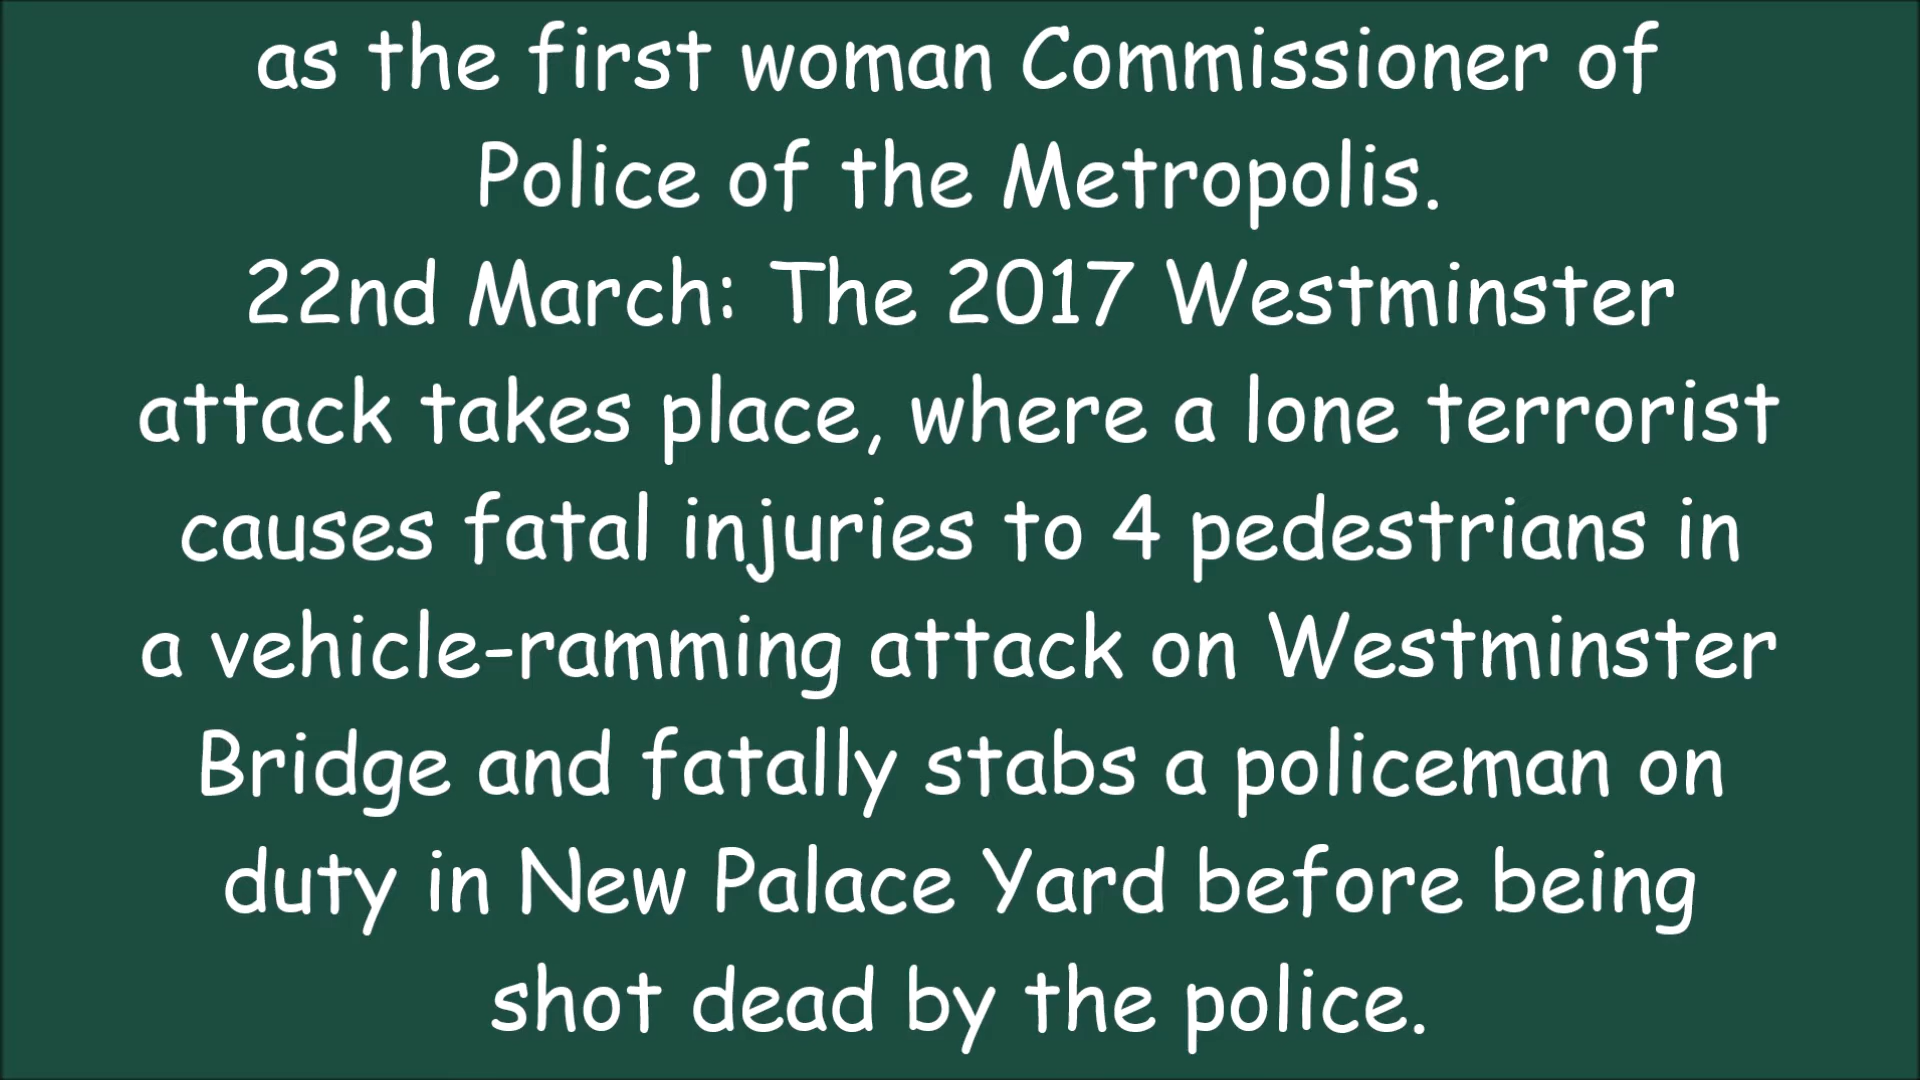 as the first woman Commissioner of
Police of the Metropolis.
22nd March: The 2017 Westminster
attack takes place, where a lone terrorist
causes fatal injuries to 4 pedestrians in
a vehicle-ramming attack on Westminster
Bridge and fatally stabs a policeman on
duty in New Palace Yard before being
shot dead by the police.